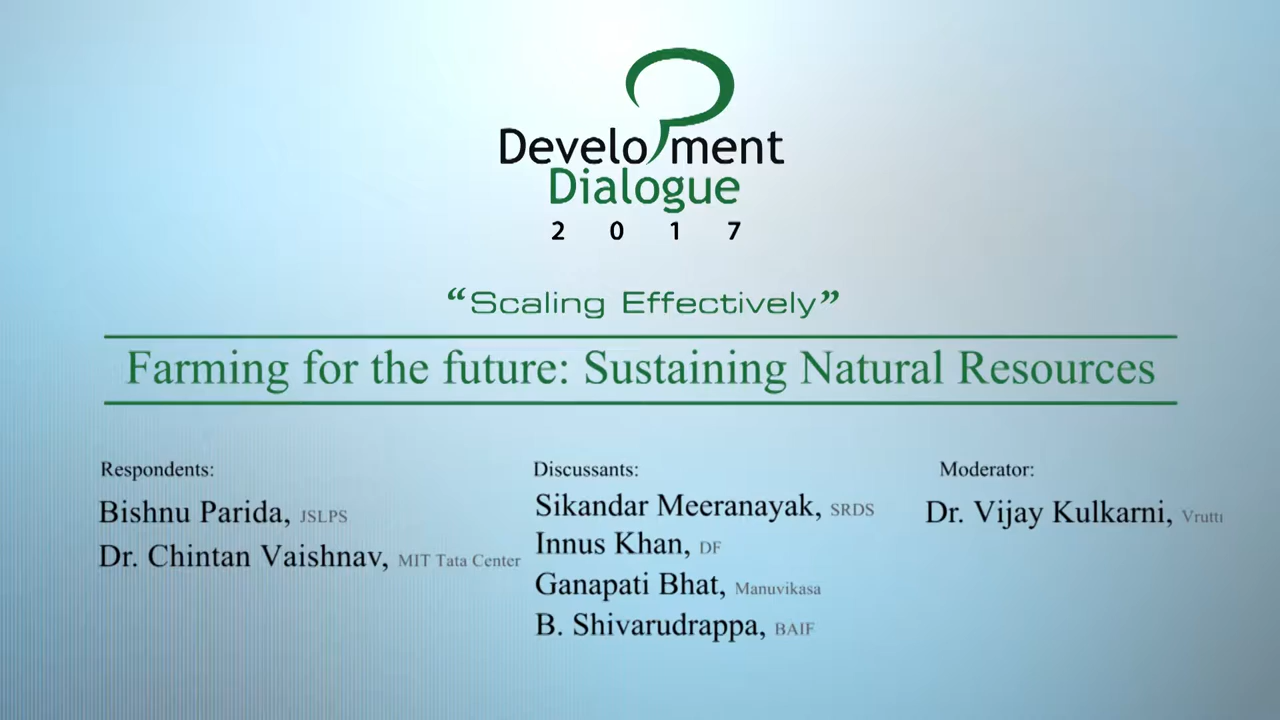 Development
Dialogue
2 0 1 7
“Scaling Effectively”
Farming for the future: Sustaining Natural Resources
Respondents:
Bishnu Parida, JSLPS
Dr. Chintan Vaishnav, MIT Tata Center
Discussants:
Sikandar Meeranayak, SRDS
Innus Khan, DF
Ganapati Bhat, Manuvikasa
B. Shivarudrappa, BAIF
Moderator:
Dr. Vijay Kulkarni, Vrutti